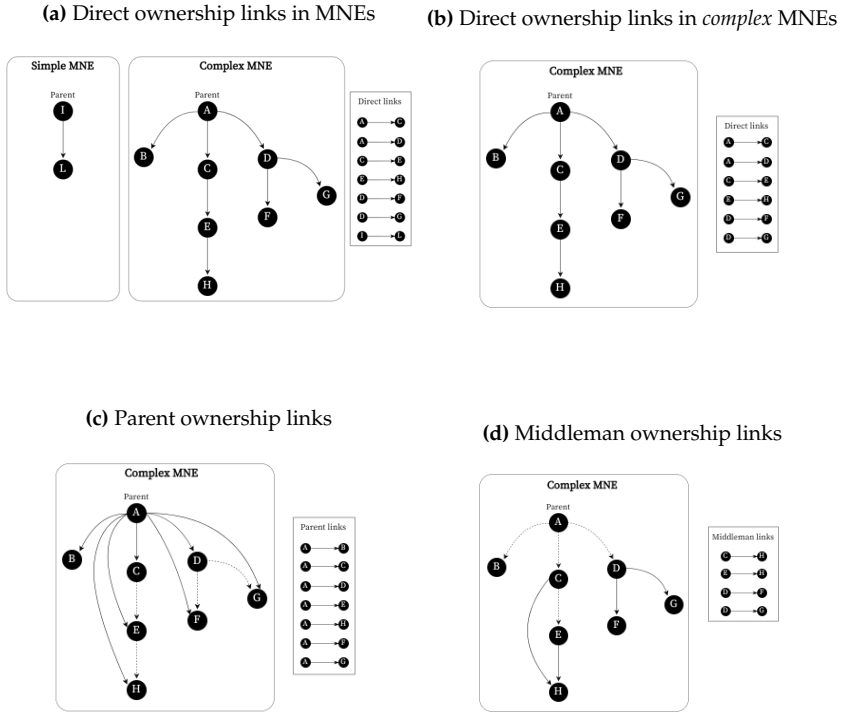 (a) Direct ownership links in MNEs
Simple MNE
Parent
I
L
Complex MNE
Parent
A
B
C
D
E
F
G
H
Direct links
A C
A D
C E
E H
D F
D G
I L
(b) Direct ownership links in complex MNEs
Complex MNE
Parent
A
B
C
D
E
F
G
H
Direct links
A C
A D
C E
E H
D F
D G
(c) Parent ownership links
Complex MNE
Parent
A
B
C
D
E
F
G
H
Parent links
A B
A C
A D
A E
A H
A F
A G
(d) Middleman ownership links
Complex MNE
Parent
A
B
C
D
E
F
G
H
Middleman links
C H
E H
D F
D G